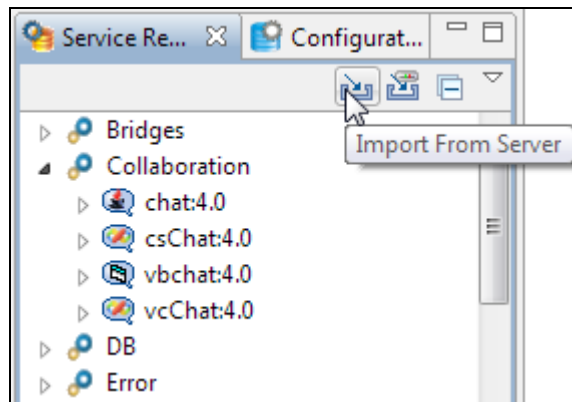 Service Re...
Configurat...
Import From Server
Bridges
Collaboration
chat:4.0
csChat:4.0
vbchat:4.0
vcChat:4.0
DB
Error